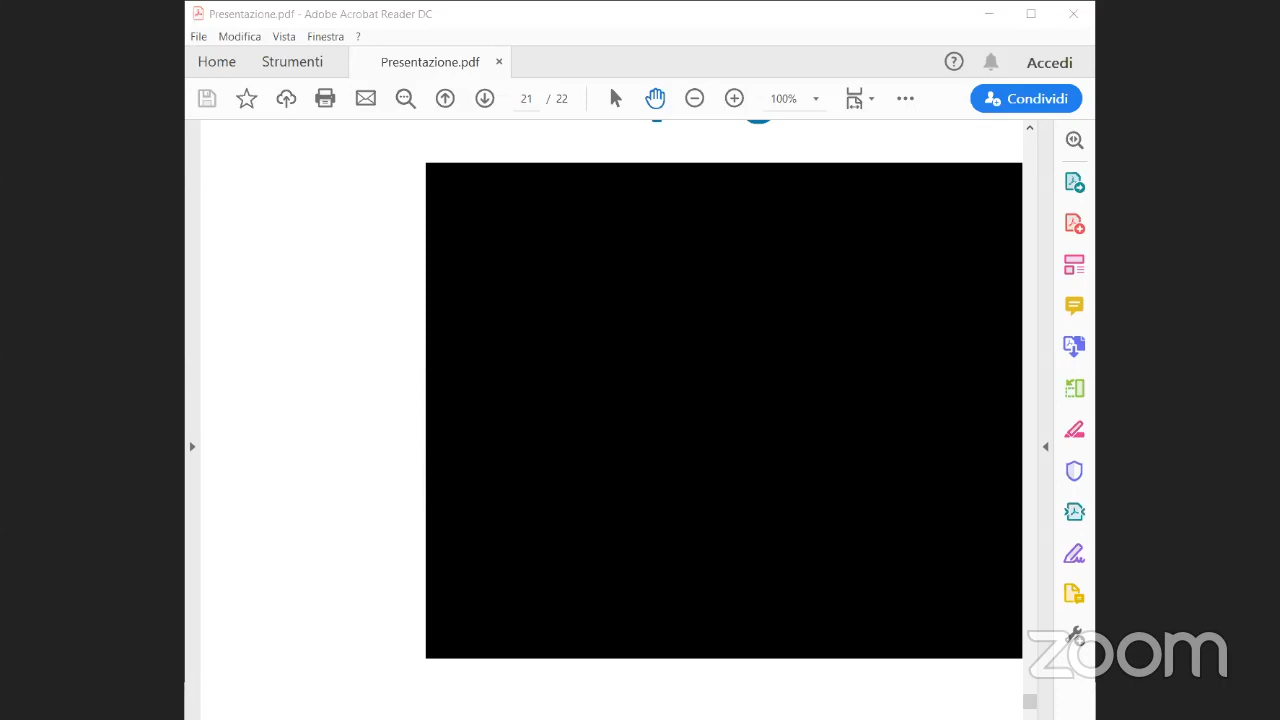 Presentazione.pdf - Adobe Acrobat Reader DC
File Modifica Vista Finestra ?
Home Strumenti Presentazione.pdf × Accedi
21 / 22 100% Condividi
zoom